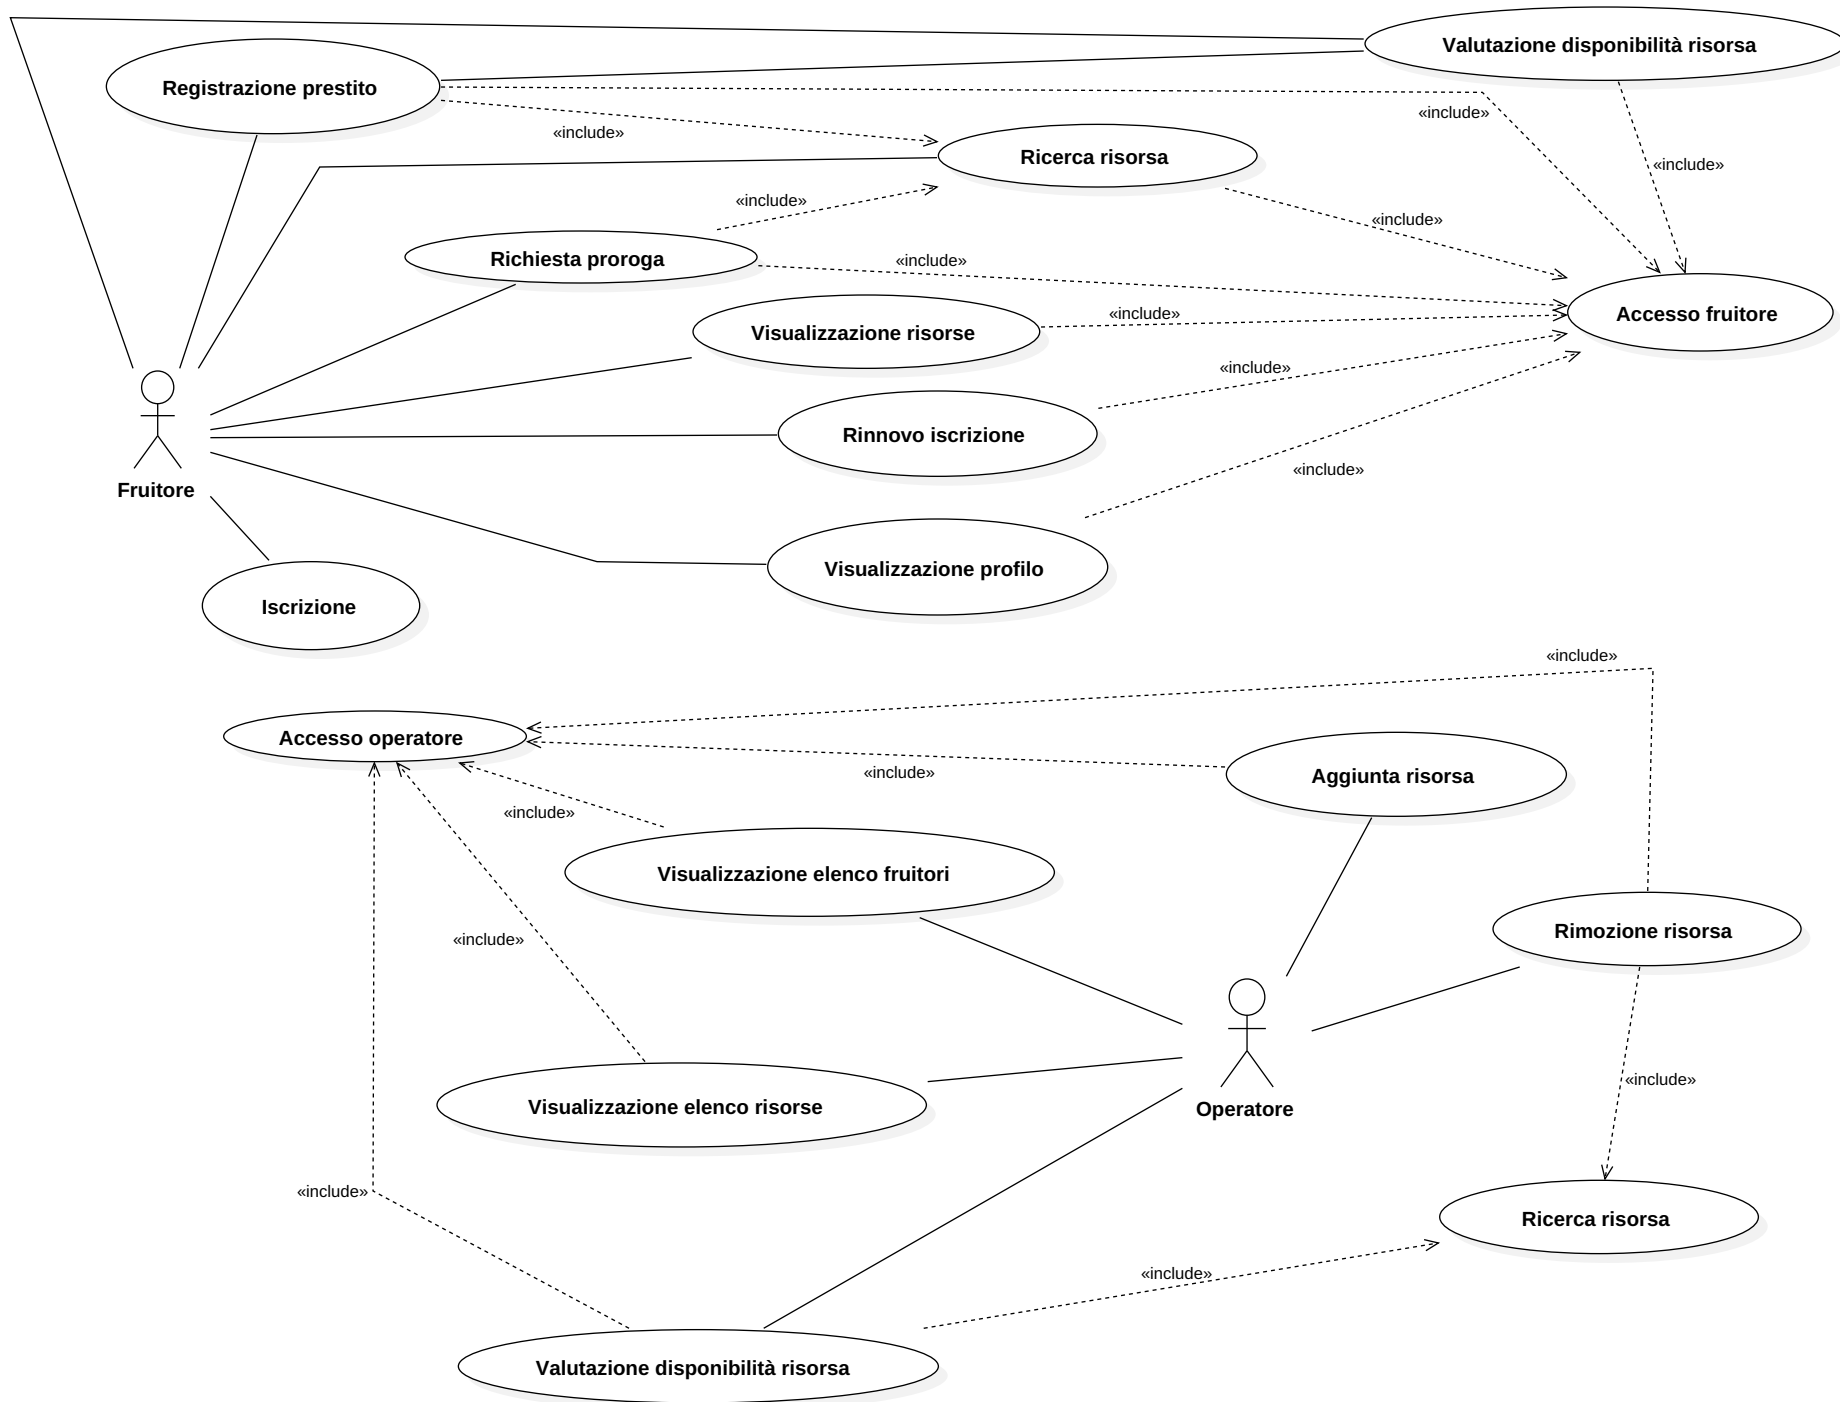 Valutazione disponibilità risorsa
Registrazione prestito
«include»
«include»
Ricerca risorsa
«include»
«include»
«include»
Richiesta proroga
«include»
Accesso fruitore
«include»
Visualizzazione risorse
«include»
Rinnovo iscrizione
«include»
Fruitore
Visualizzazione profilo
Iscrizione
«include»
Accesso operatore
«include»
Aggiunta risorsa
«include»
Visualizzazione elenco fruitori
Rimozione risorsa
«include»
«include»
Visualizzazione elenco risorse
Operatore
«include»
Ricerca risorsa
«include»
Valutazione disponibilità risorsa